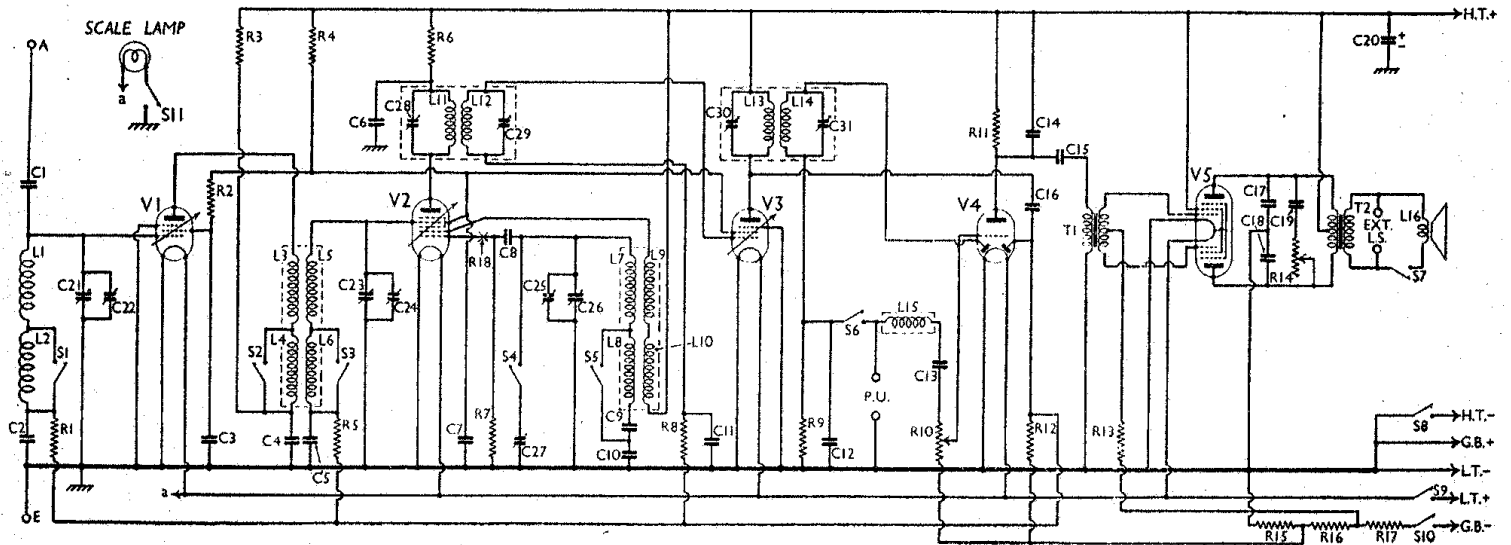 SCALE LAMP
A
a
S11
C1
L1
L2
S1
C2
R1
E
C21
C22
V1
R2
C3
R3
R4
S2
L3
L4
L5
L6
S3
C4
C5
R5
a
C6
R6
C28
L11
L12
C29
V2
R18
C8
C23
C24
C7
R7
S4
C27
C25
C26
S5
L7
L8
L9
L10
C9
C10
R8
C11
C30
L13
L14
C31
V3
R9
C12
S6
P.U.
L15
C13
R10
V4
R11
C14
C15
C16
R12
T1
R13
V5
C17
C18
C19
R14
T2
EXT.
L.S.
L16
S7
C20
+
-
H.T.+
S8
H.T.-
G.B.+
L.T.-
S9
L.T.+
R15
R16
R17
S10
G.B.-